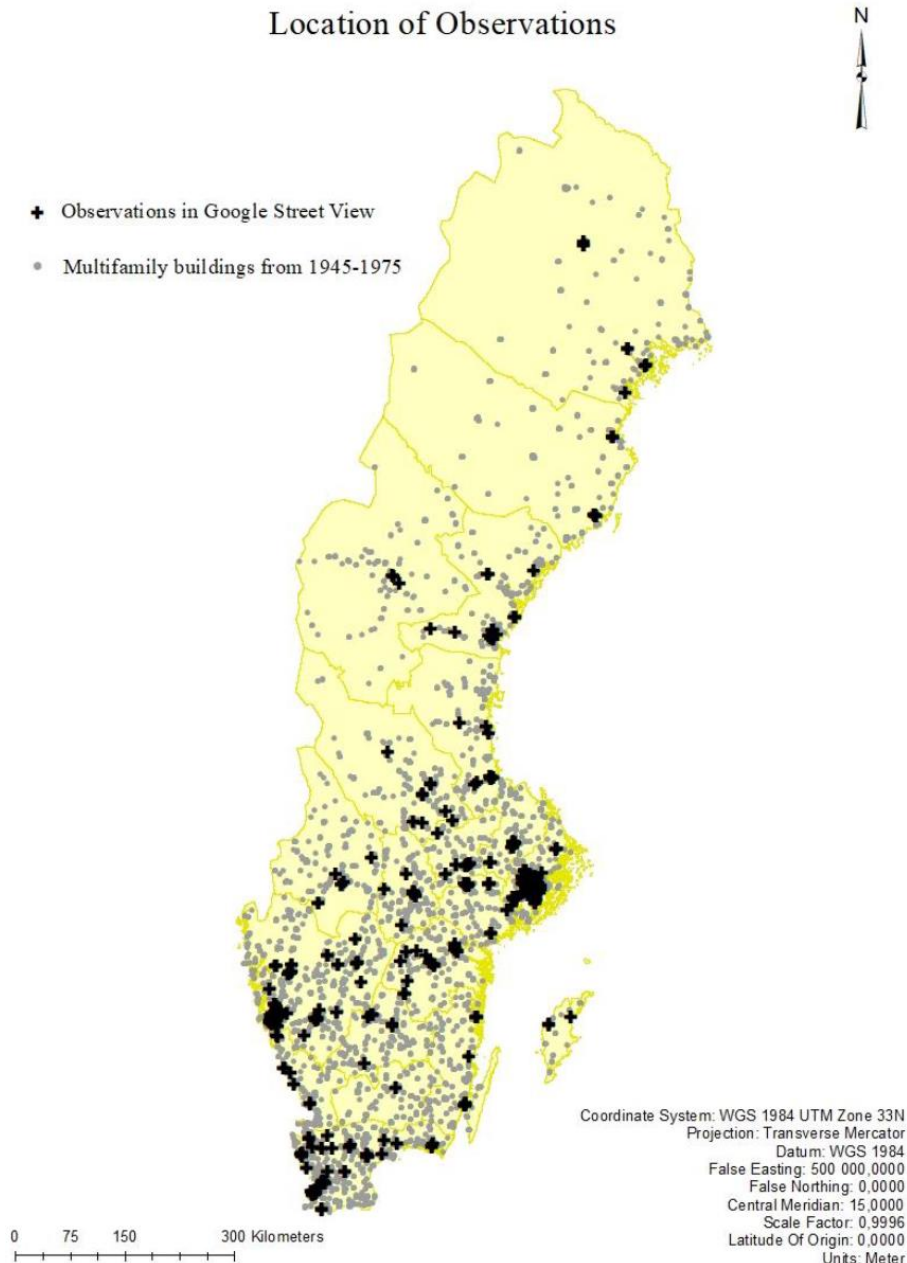 Location of Observations
N
Observations in Google Street View
Multifamily buildings from 1945-1975
Coordinate System: WGS 1984 UTM Zone 33N
Projection: Transverse Mercator
Datum: WGS 1984
False Easting: 500 000,0000
False Northing: 0,0000
Central Meridian: 15,0000
Scale Factor: 0,9996
Latitude Of Origin: 0,0000
Units: Meter
0 75 150 300 Kilometers